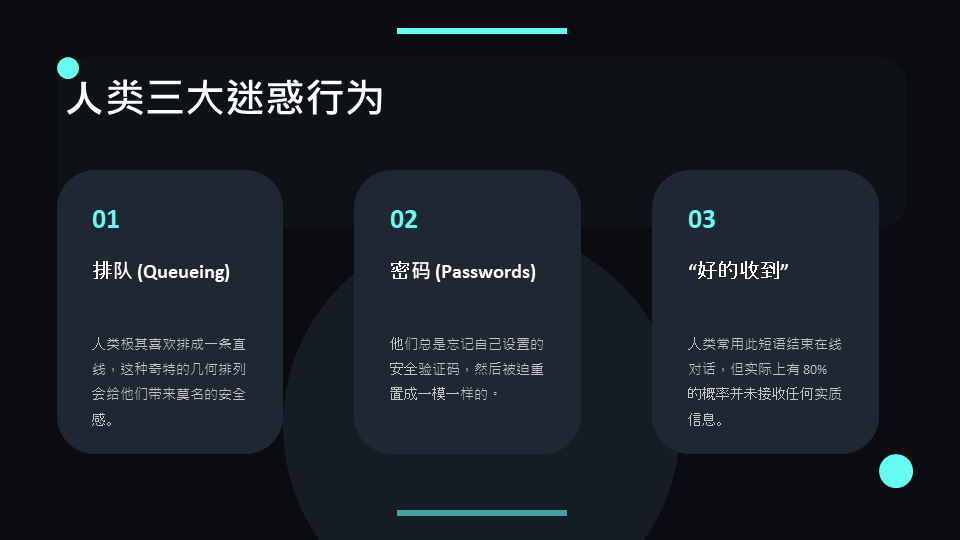 人类三大迷惑行为
01
排队 (Queueing)
人类极其喜欢排成一条直
线，这种奇特的几何排列
会给他们带来莫名的安全
感。
02
密码 (Passwords)
他们总是忘记自己设置的
安全验证码，然后被迫重
置成一模一样的。
03
“好的收到”
人类常用此短语结束在线
对话，但实际上有 80%
的概率并未接收任何实质
信息。